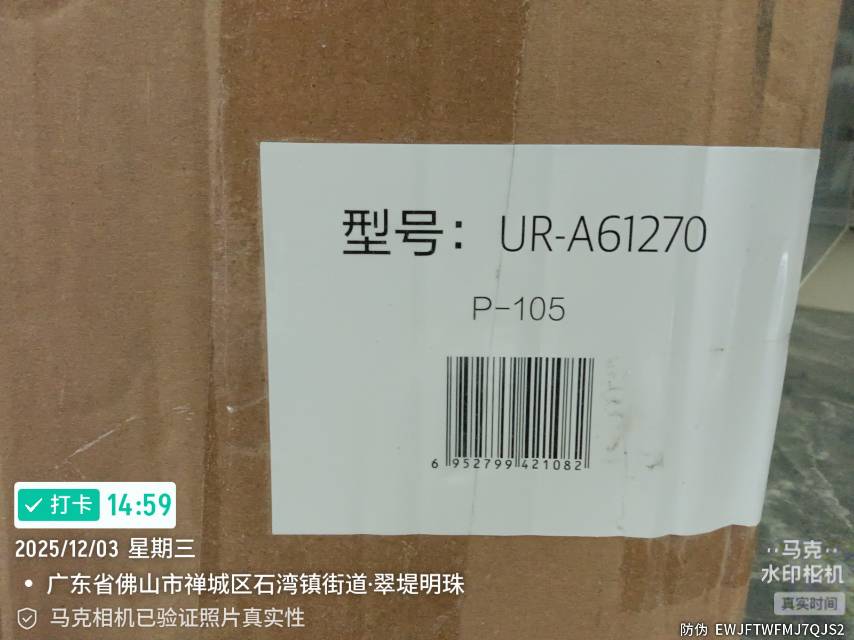 型号： UR-A61270
P-105
6 952799 421082
打卡 14:59
2025/12/03 星期三
广东省佛山市禅城区石湾镇街道·翠堤明珠
马克相机已验证照片真实性
马克
水印相机
真实时间
防伪 EWJFTWFMJ7QJS2